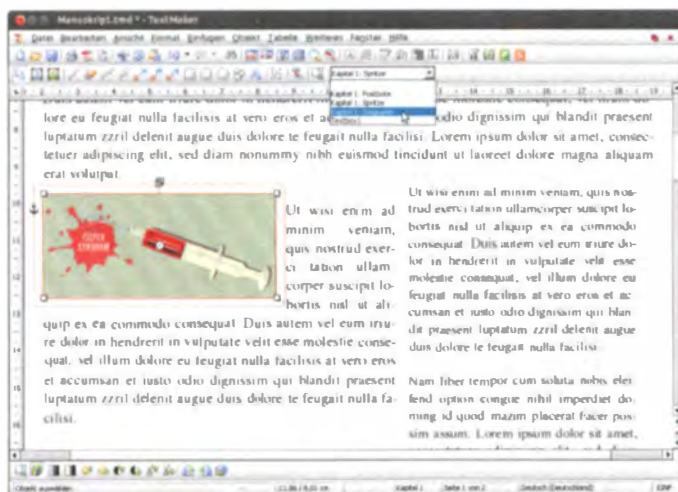 Manuskript.tmd * - TextMaker
Datei Bearbeiten Ansicht Format Einfügen Objekt Tabelle Weiteres Fenster Hilfe
Kapitel 1: Spritze
Kapitel 1: Spritze
lore eu feugiat nulla facilisis at vero eros et ac odio dignissim qui blandit praesent
luptatum zzril delenit augue duis dolore te feugait nulla facilisi. Lorem ipsum dolor sit amet, consec-
tetuer adipiscing elit, sed diam nonummy nibh euismod tincidunt ut laoreet dolore magna aliquam
erat volutpat.
Ut wisi enim ad
minim veniam,
quis nostrud exer-
ci tation ullam
corper suscipit lo-
bortis nisl ut ali-
quip ex ea commodo consequat. Duis autem vel eum iriu-
re dolor in hendrerit in vulputate velit esse molestie conse-
quat, vel illum dolore eu feugiat nulla facilisis at vero eros
et accumsan et iusto odio dignissim qui blandit praesent
luptatum zzril delenit augue duis dolore te feugait nulla fa-
cilisi.
Ut wisi enim ad minim veniam, quis nos-
trud exerci tation ullamcorper suscipit lo-
bortis nisl ut aliquip ex ea commodo
consequat. Duis autem vel eum iriure do-
lor in hendrerit in vulputate velit esse
molestie consequat, vel illum dolore eu
feugiat nulla facilisis at vero eros et ac
cumsan et iusto odio dignissim qui blan-
dit praesent luptatum zzril delenit augue
duis dolore te feugait nulla facilisi.
Nam liber tempor cum soluta nobis elei
fend option congue nihil imperdiet do-
ming id quod mazim placerat facer pos-
sim assum. Lorem ipsum dolor sit amet,
Objekt auswählen
Kapitel 1
Seite 1 von 2
Deutsch (Deutschland)
EINF